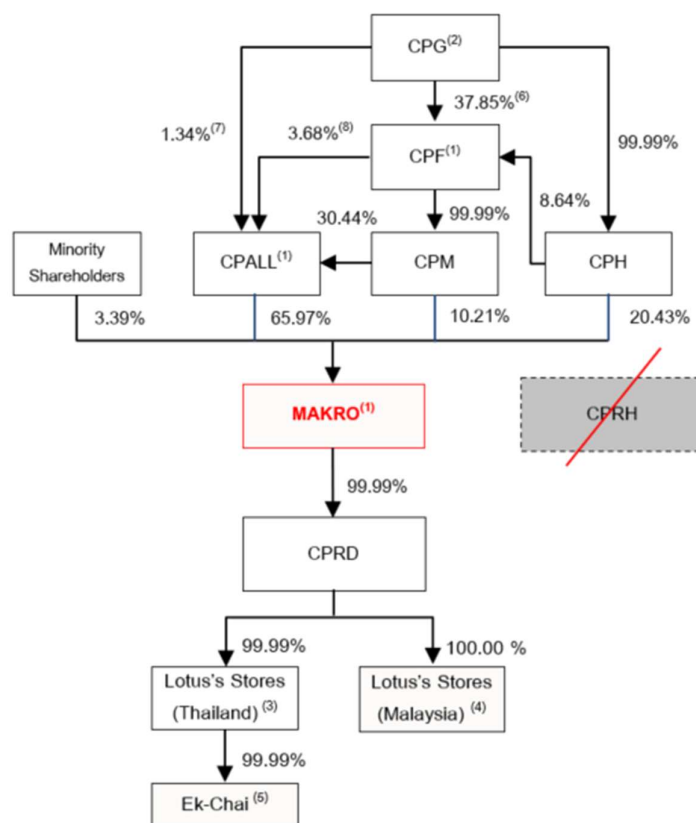 CPG(2)
37.85%(6)
1.34%(7)
3.68%(8)
CPF(1)
99.99%
8.64%
30.44%
99.99%
Minority
Shareholders
CPALL(1)
CPM
CPH
3.39%
65.97%
10.21%
20.43%
MAKRO(1)
CPRH
99.99%
CPRD
99.99%
100.00 %
Lotus's Stores
(Thailand) (3)
Lotus's Stores
(Malaysia) (4)
99.99%
Ek-Chai (5)